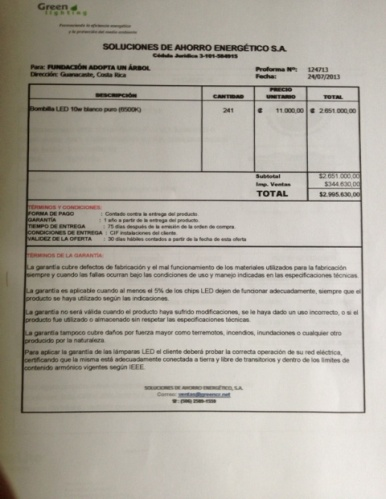 Green
lighting
Promoviendo la eficiencia energética
y la protección del medio ambiente
SOLUCIONES DE AHORRO ENERGÉTICO S.A.
Cédula Jurídica 3-101-564915
Para: FUNDACIÓN ADOPTA UN ÁRBOL
Dirección: Guanacaste, Costa Rica
Proforma Nº: 124713
Fecha: 24/07/2013
DESCRIPCIÓN CANTIDAD PRECIO UNITARIO TOTAL
Bombilla LED 10w blanco puro (6500K) 241 ₡ 11.000,00 ₡ 2.651.000,00
Subtotal $2.651.000,00
Imp. Ventas $344.630,00
TOTAL $2.995.630,00
TÉRMINOS Y CONDICIONES:
FORMA DE PAGO : Contado contra la entrega del producto.
GARANTÍA : 1 año a partir de la entrega del producto.
TIEMPO DE ENTREGA : 75 días después de la emisión de la orden de compra.
CONDICIONES DE ENTREGA : CIF instalaciones del cliente.
VALIDEZ DE LA OFERTA : 30 días hábiles contados a partir de la fecha de esta oferta
TÉRMINOS DE LA GARANTÍA:
La garantía cubre defectos de fabricación y el mal funcionamiento de los materiales utilizados para la fabricación
siempre y cuando las fallas ocurran bajo las condiciones de uso y manejo indicadas en las especificaciones técnicas.
La garantía es aplicable cuando al menos el 5% de los chips LED dejen de funcionar adecuadamente, siempre que el
producto se haya utilizado según las indicaciones.
La garantía no será válida cuando el producto haya sufrido modificaciones, se le haya dado un uso incorrecto, o si el
producto fue utilizado o almacenado sin respetar las especificaciones técnicas.
La garantía tampoco cubre daños por fuerza mayor como terremotos, incendios, inundaciones o cualquier otro
producido por la naturaleza.
Para aplicar la garantía de las lámparas LED el cliente deberá probar la correcta operación de su red eléctrica,
certificando que la misma está adecuadamente conectada a tierra y libre de transitorios y dentro de los límites de
contenido armónico vigentes según IEEE.
SOLUCIONES DE AHORRO ENERGÉTICO, S.A.
Correo: